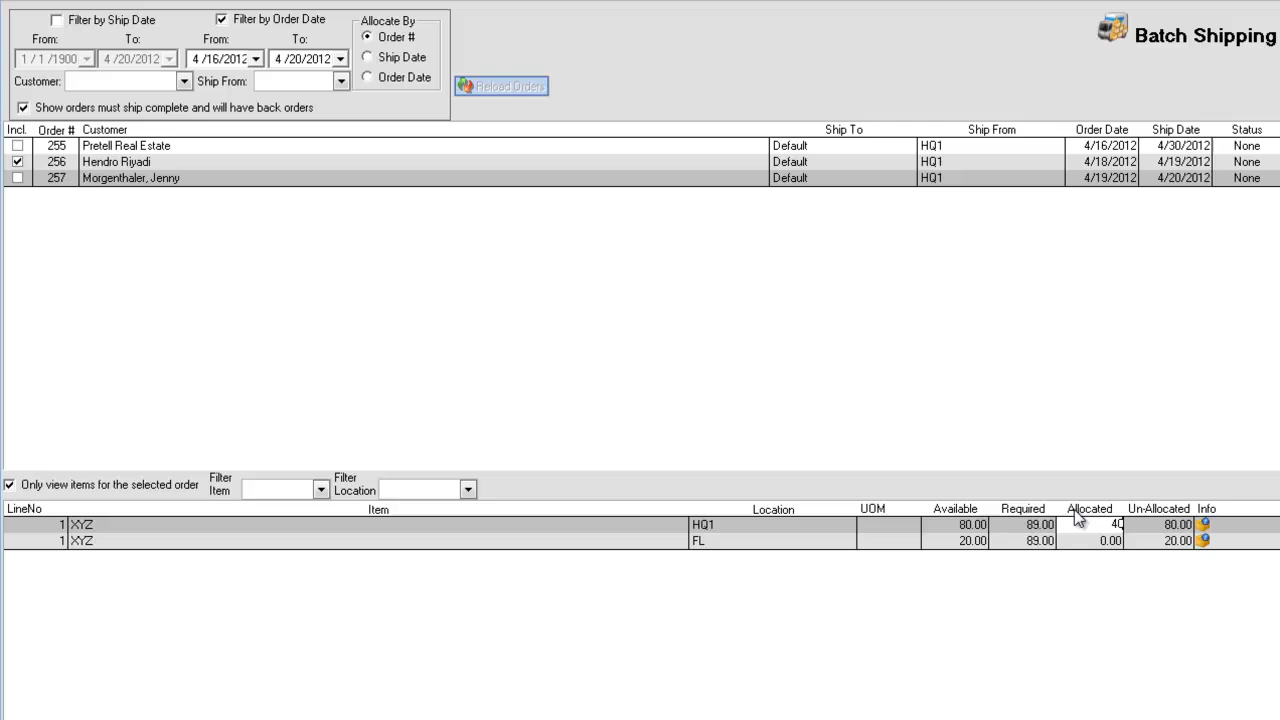 Filter by Ship Date Filter by Order Date Allocate By
From: To: From: To: Order #
1 / 1 /1900 4 /20/2012 4 /16/2012 4 /20/2012 Ship Date
Customer: Ship From: Order Date
Reload Orders
Batch Shipping
Show orders must ship complete and will have back orders
Incl. Order # Customer Ship To Ship From Order Date Ship Date Status
255 Pretell Real Estate Default HQ1 4/16/2012 4/30/2012 None
256 Hendro Riyadi Default HQ1 4/18/2012 4/19/2012 None
257 Morgenthaler, Jenny Default HQ1 4/19/2012 4/20/2012 None
Only view items for the selected order Filter Item Filter Location
LineNo Item Location UOM Available Required Allocated Un-Allocated Info
1 XYZ HQ1 80.00 89.00 40 80.00
1 XYZ FL 20.00 89.00 0.00 20.00